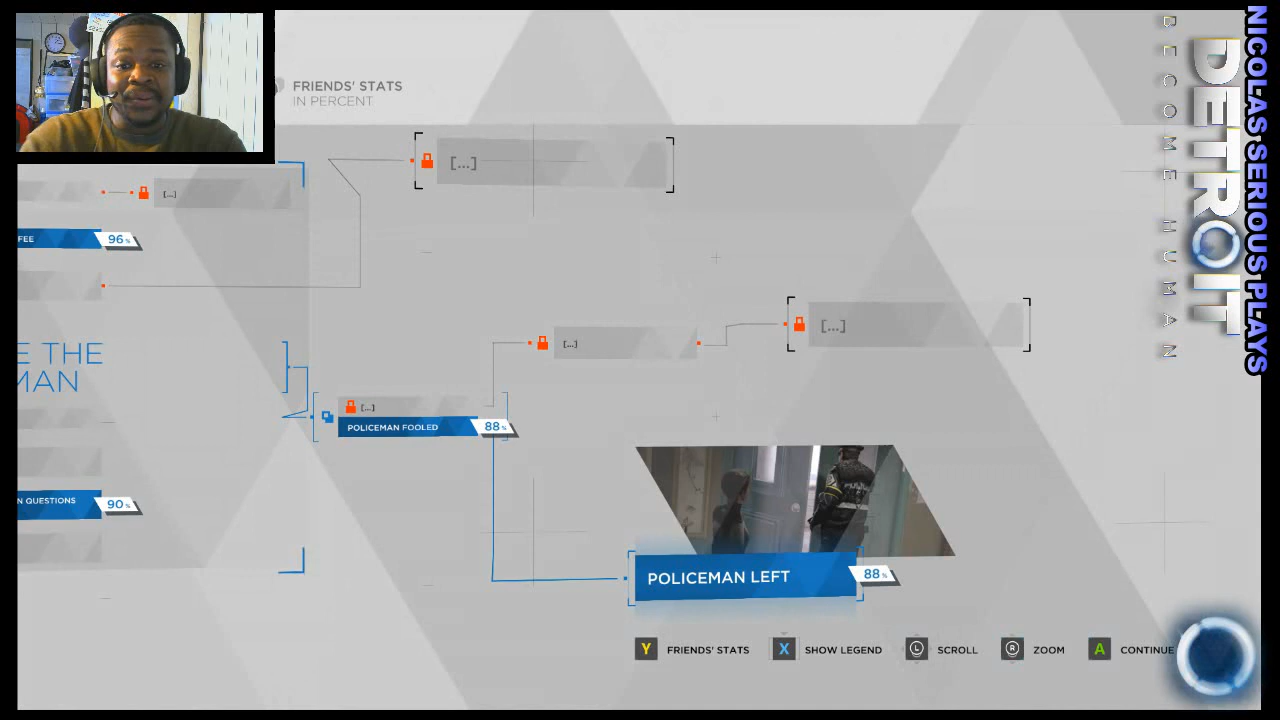 FRIENDS' STATS
IN PERCENT
[...]
[...]
FEE
96%
[...]
[...]
E THE
MAN
[...]
POLICEMAN FOOLED
88%
N QUESTIONS
90%
POLICEMAN LEFT
88%
Y FRIENDS' STATS
X SHOW LEGEND
L SCROLL
R ZOOM
A CONTINUE
DETROIT
BECOME HUMAN
NICOLAS SERIOUS PLAYS